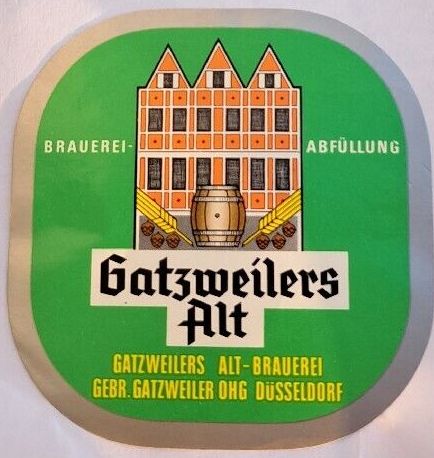 BRAUEREI- ABFÜLLUNG
Gatzweilers
Alt
GATZWEILERS ALT-BRAUEREI
GEBR. GATZWEILER OHG DÜSSELDORF